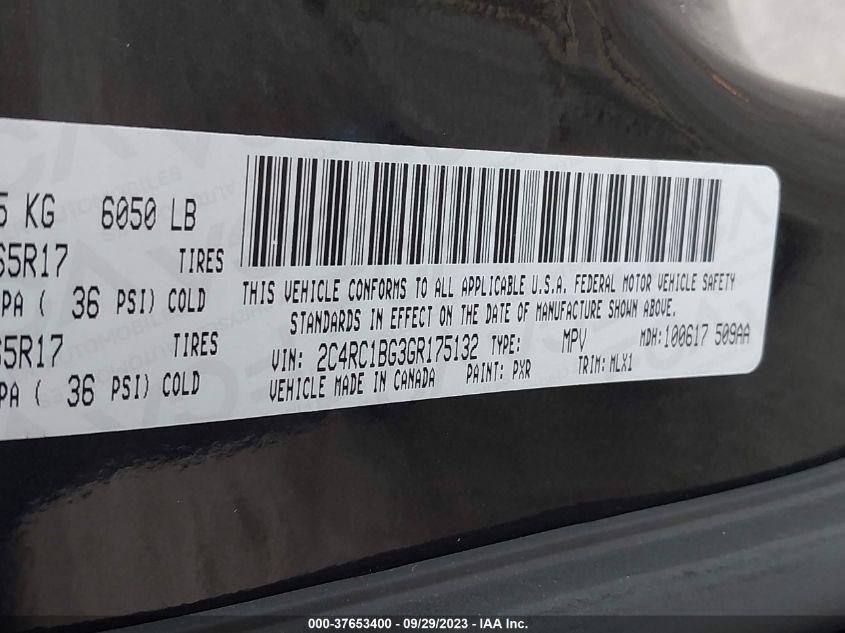 5 KG 6050 LB
65R17 TIRES
PA ( 36 PSI) COLD
65R17 TIRES
PA ( 36 PSI) COLD
THIS VEHICLE CONFORMS TO ALL APPLICABLE U.S.A. FEDERAL MOTOR VEHICLE SAFETY
STANDARDS IN EFFECT ON THE DATE OF MANUFACTURE SHOWN ABOVE.
VIN: 2C4RC1BG3GR175132 TYPE: MPV MDH:100617 509AA
VEHICLE MADE IN CANADA PAINT: PXR TRIM: MLX1
000-37653400 - 09/29/2023 - IAA Inc.